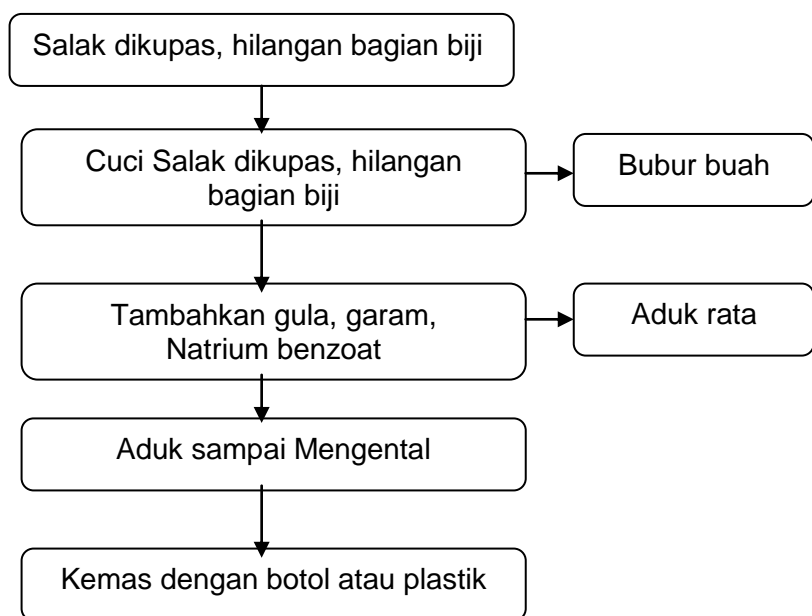 Salak dikupas, hilangan bagian biji
Cuci Salak dikupas, hilangan
bagian biji
Bubur buah
Tambahkan gula, garam,
Natrium benzoat
Aduk rata
Aduk sampai Mengental
Kemas dengan botol atau plastik